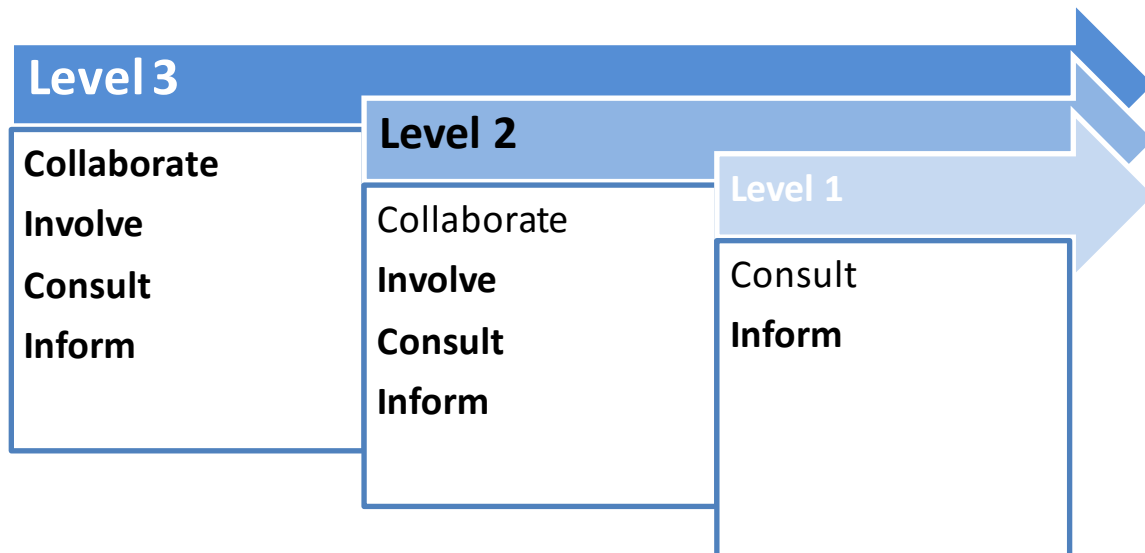 Level 3
Collaborate
Involve
Consult
Inform
Level 2
Collaborate
Involve
Consult
Inform
Level 1
Consult
Inform